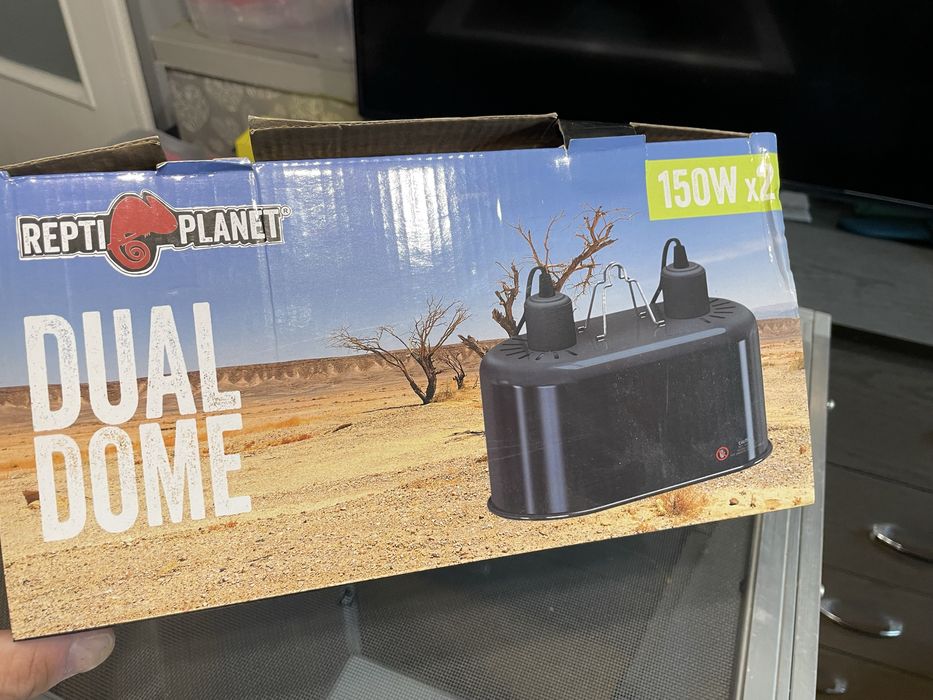 REPTI PLANET®
150W x2
DUAL
DOME